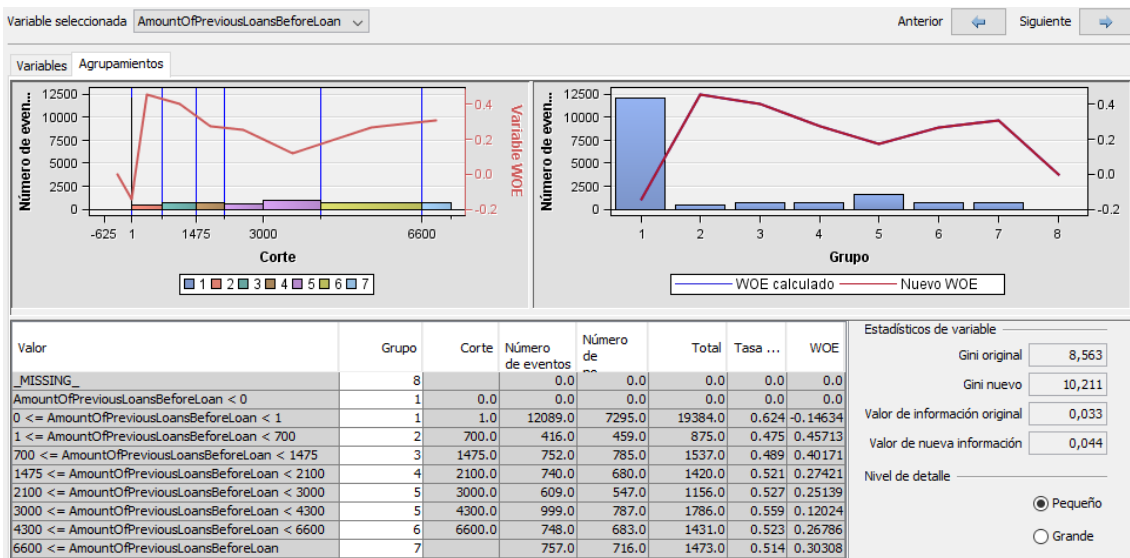 Variable seleccionada AmountOfPreviousLoansBeforeLoan Anterior Siguiente
Variables Agrupamientos
12500
10000
7500
5000
2500
0
Número de even...
0.4
0.2
0.0
-0.2
Variable WOE
-625 1 1475 3000 6600
Corte
1 2 3 4 5 6 7
12500
10000
7500
5000
2500
0
Número de even...
0.4
0.2
0.0
-0.2
1 2 3 4 5 6 7 8
Grupo
WOE calculado Nuevo WOE
Valor Grupo Corte Número de eventos Número de Total Tasa ... WOE
_MISSING_ 8 0.0 0.0 0.0 0.0 0.0
AmountOfPreviousLoansBeforeLoan < 0 1 0.0 0.0 0.0 0.0 0.0 0.0
0 <= AmountOfPreviousLoansBeforeLoan < 1 1 1.0 12089.0 7295.0 19384.0 0.624 -0.14634
1 <= AmountOfPreviousLoansBeforeLoan < 700 2 700.0 416.0 459.0 875.0 0.475 0.45713
700 <= AmountOfPreviousLoansBeforeLoan < 1475 3 1475.0 752.0 785.0 1537.0 0.489 0.40171
1475 <= AmountOfPreviousLoansBeforeLoan < 2100 4 2100.0 740.0 680.0 1420.0 0.521 0.27421
2100 <= AmountOfPreviousLoansBeforeLoan < 3000 5 3000.0 609.0 547.0 1156.0 0.527 0.25139
3000 <= AmountOfPreviousLoansBeforeLoan < 4300 5 4300.0 999.0 787.0 1786.0 0.559 0.12024
4300 <= AmountOfPreviousLoansBeforeLoan < 6600 6 6600.0 748.0 683.0 1431.0 0.523 0.26786
6600 <= AmountOfPreviousLoansBeforeLoan 7 757.0 716.0 1473.0 0.514 0.30308
Estadísticos de variable
Gini original 8,563
Gini nuevo 10,211
Valor de información original 0,033
Valor de nueva información 0,044
Nivel de detalle
Pequeño
Grande